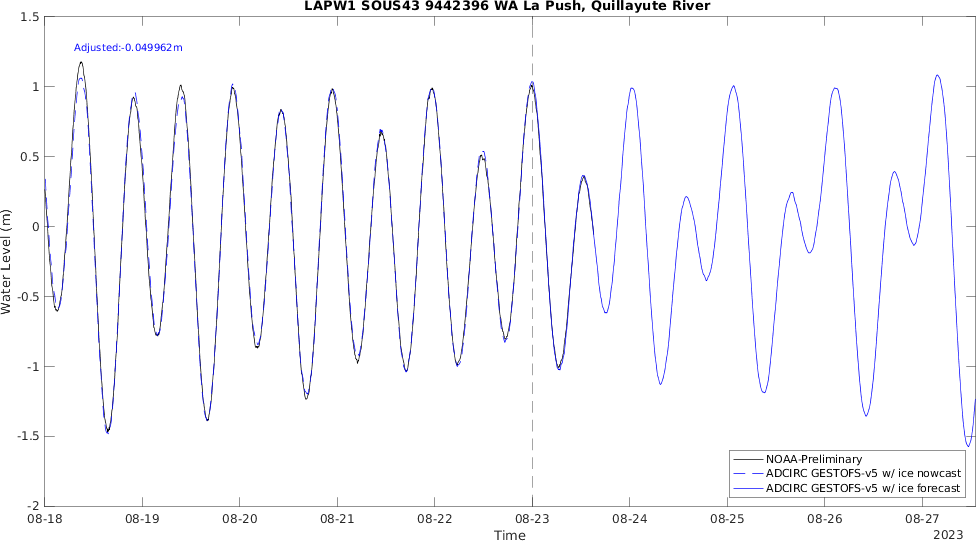 LAPW1 SOUS43 9442396 WA La Push, Quillayute River
1.5
Adjusted:-0.049962m
1
0.5
0
-0.5
-1
-1.5
-2
Water Level (m)
NOAA-Preliminary
ADCIRC GESTOFS-v5 w/ ice nowcast
ADCIRC GESTOFS-v5 w/ ice forecast
08-18 08-19 08-20 08-21 08-22 08-23 08-24 08-25 08-26 08-27
Time
2023